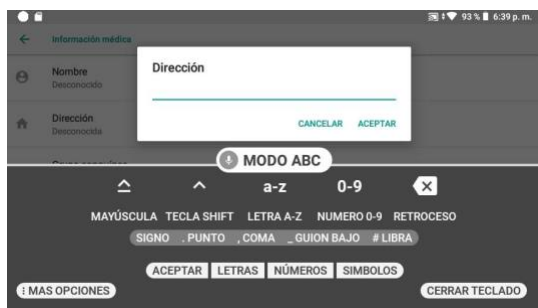 93 % 6:39 p. m.
Información médica
Nombre
Desconocido
Dirección
Desconocida
Grupo sanguíneo
Dirección
CANCELAR ACEPTAR
MODO ABC
a-z 0-9
MAYÚSCULA TECLA SHIFT LETRA A-Z NUMERO 0-9 RETROCESO
SIGNO . PUNTO , COMA _ GUION BAJO # LIBRA
ACEPTAR LETRAS NÚMEROS SIMBOLOS
MAS OPCIONES CERRAR TECLADO